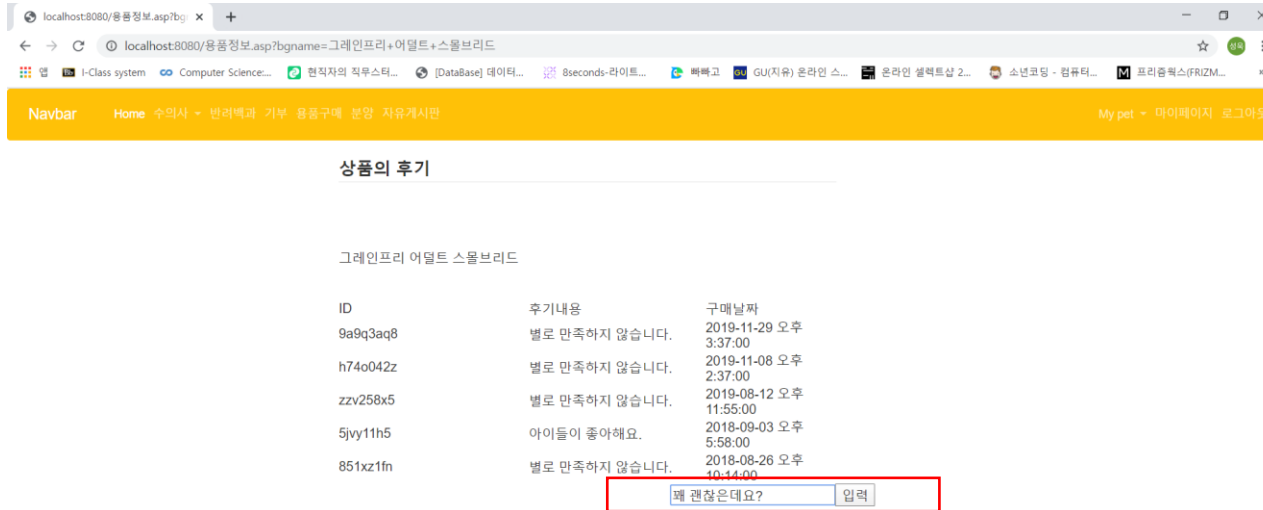 localhost:8080/용품정보.asp?bg
localhost:8080/용품정보.asp?bgname=그레인프리+어덜트+스몰브리드
성욱
앱 I-Class system Computer Science:... 현직자의 직무스터... [DataBase] 데이터... 8seconds-라이트... 빠빠고 GU GU(지유) 온라인 스... 온라인 셀렉트샵 2... 소년코딩 - 컴퓨터... M 프리즘웍스(FRIZM...
Navbar Home 수의사 반려백과 기부 용품구매 분양 자유게시판 My pet 마이페이지 로그아웃
상품의 후기
그레인프리 어덜트 스몰브리드
ID 후기내용 구매날짜
9a9q3aq8 별로 만족하지 않습니다. 2019-11-29 오후
3:37:00
h74o042z 별로 만족하지 않습니다. 2019-11-08 오후
2:37:00
zzv258x5 별로 만족하지 않습니다. 2019-08-12 오후
11:55:00
5jvy11h5 아이들이 좋아해요. 2018-09-03 오후
5:58:00
851xz1fn 별로 만족하지 않습니다. 2018-08-26 오후
10:14:00
꽤 괜찮은데요? 입력